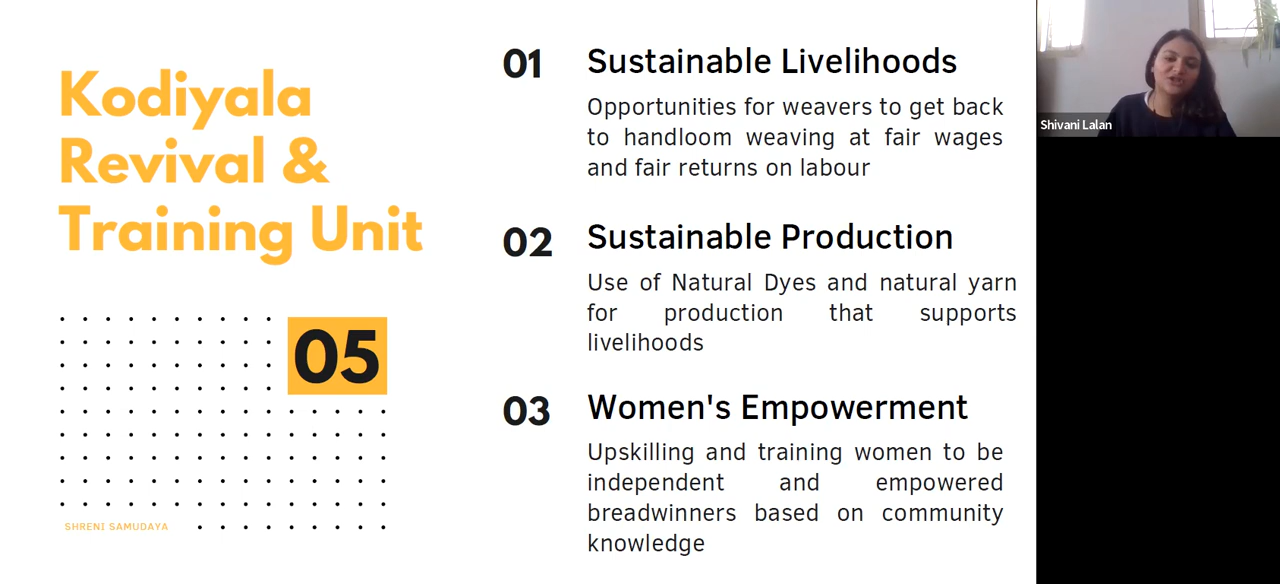 Kodiyala
Revival &
Training Unit
05
SHRENI SAMUDAYA
01
Sustainable Livelihoods
Opportunities for weavers to get back
to handloom weaving at fair wages
and fair returns on labour
02
Sustainable Production
Use of Natural Dyes and natural yarn
for production that supports
livelihoods
03
Women's Empowerment
Upskilling and training women to be
independent and empowered
breadwinners based on community
knowledge
Shivani Lalan